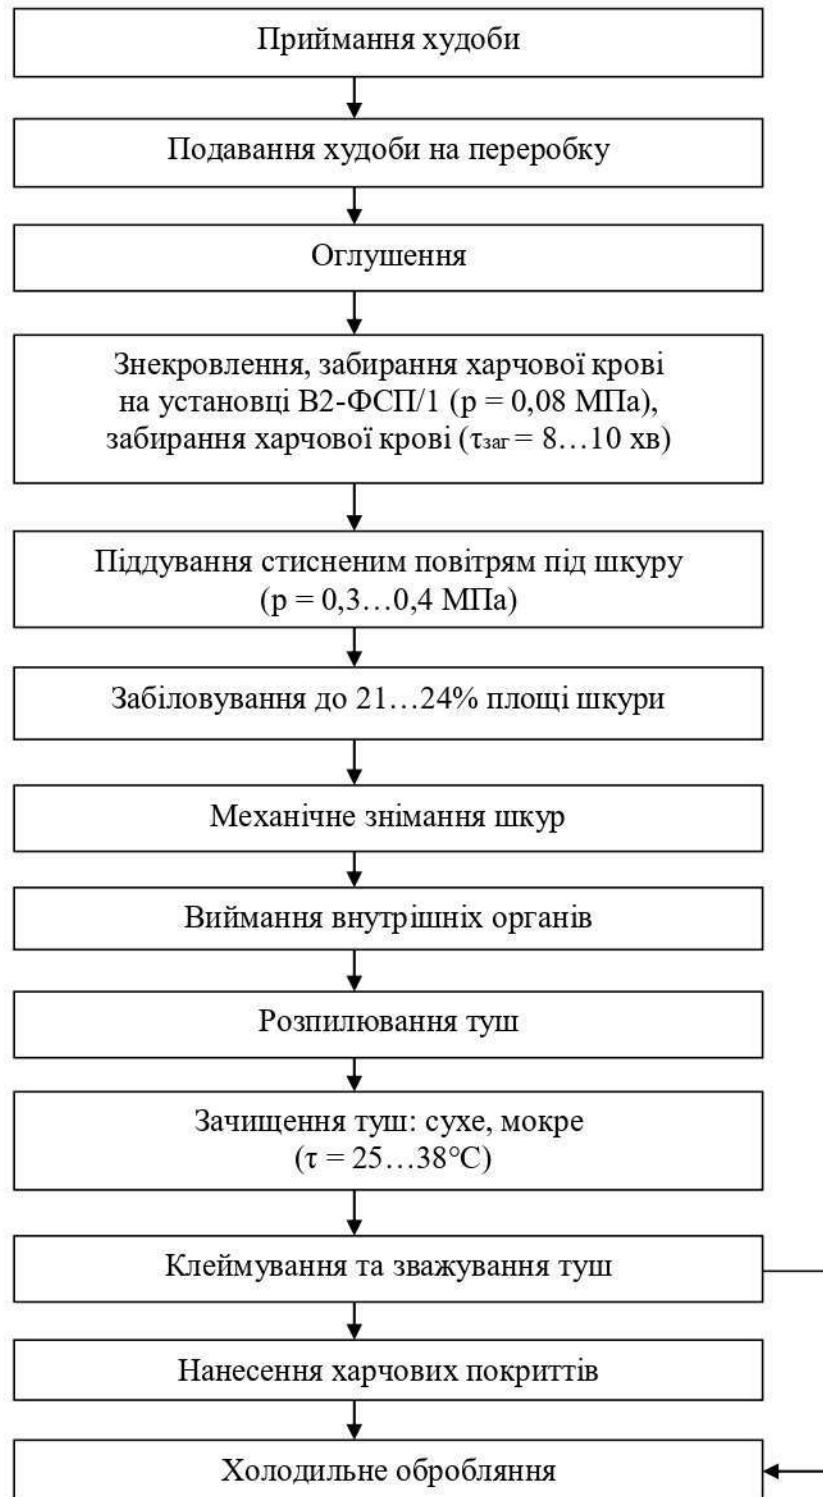 Приймання худоби
Подавання худоби на переробку
Оглушення
Знекровлення, забирання харчової крові
на установці В2-ФСП/1 (р = 0,08 МПа),
забирання харчової крові (τзаг = 8…10 хв)
Піддування стисненим повітрям під шкуру
(р = 0,3…0,4 МПа)
Забіловування до 21…24% площі шкури
Механічне знімання шкур
Виймання внутрішніх органів
Розпилювання туш
Зачищення туш: сухе, мокре
(τ = 25…38°С)
Клеймування та зважування туш
Нанесення харчових покриттів
Холодильне обробляння